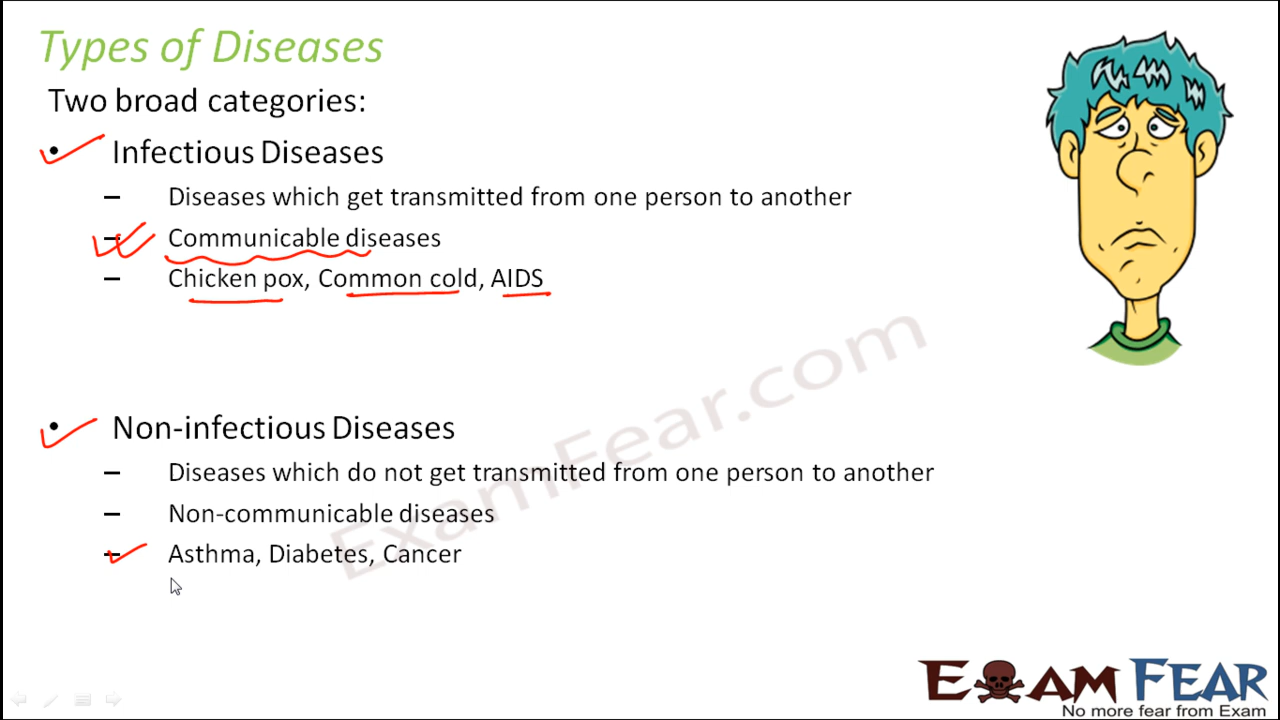 Types of Diseases
Two broad categories:
• Infectious Diseases
– Diseases which get transmitted from one person to another
– Communicable diseases
– Chicken pox, Common cold, AIDS
• Non-infectious Diseases
– Diseases which do not get transmitted from one person to another
– Non-communicable diseases
– Asthma, Diabetes, Cancer
ExamFear.com
EXAM FEAR
No more fear from Exam